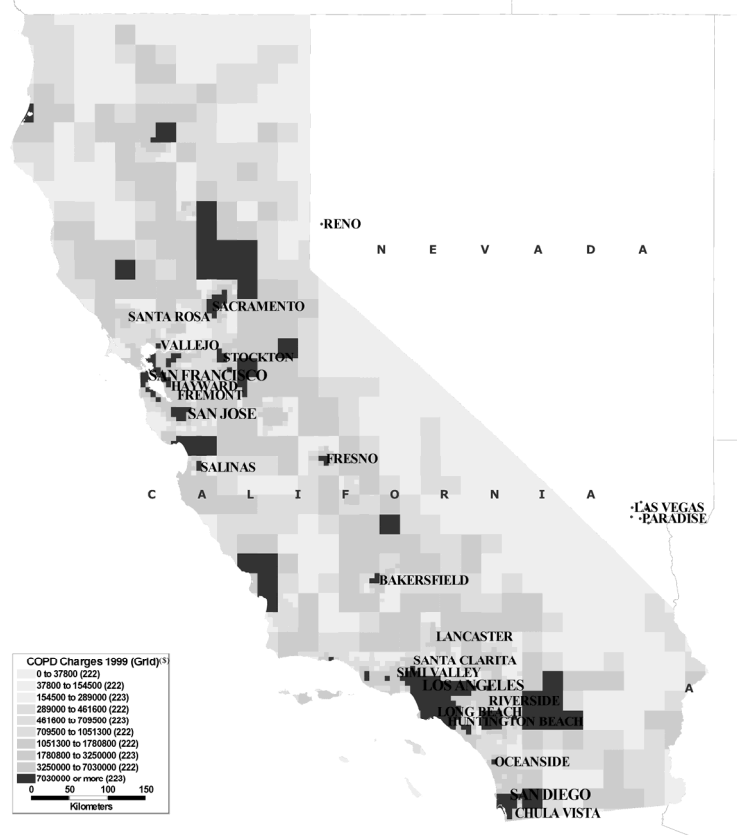 RENO
N E V A D A
SACRAMENTO
SANTA ROSA
VALLEJO
STOCKTON
SAN FRANCISCO
HAYWARD
FREMONT
SAN JOSE
FRESNO
SALINAS
C A L I F O R N I A
LAS VEGAS
PARADISE
BAKERSFIELD
LANCASTER
SANTA CLARITA
SIMI VALLEY
LOS ANGELES
A
RIVERSIDE
LONG BEACH
HUNTINGTON BEACH
OCEANSIDE
SAN DIEGO
CHULA VISTA
COPD Charges 1999 (Grid)($)
0 to 37800 (222)
37800 to 154500 (222)
154500 to 289000 (223)
289000 to 461600 (222)
461600 to 709500 (223)
709500 to 1051300 (222)
1051300 to 1780800 (222)
1780800 to 3250000 (223)
3250000 to 7030000 (222)
7030000 or more (223)
0 50 100 150
Kilometers